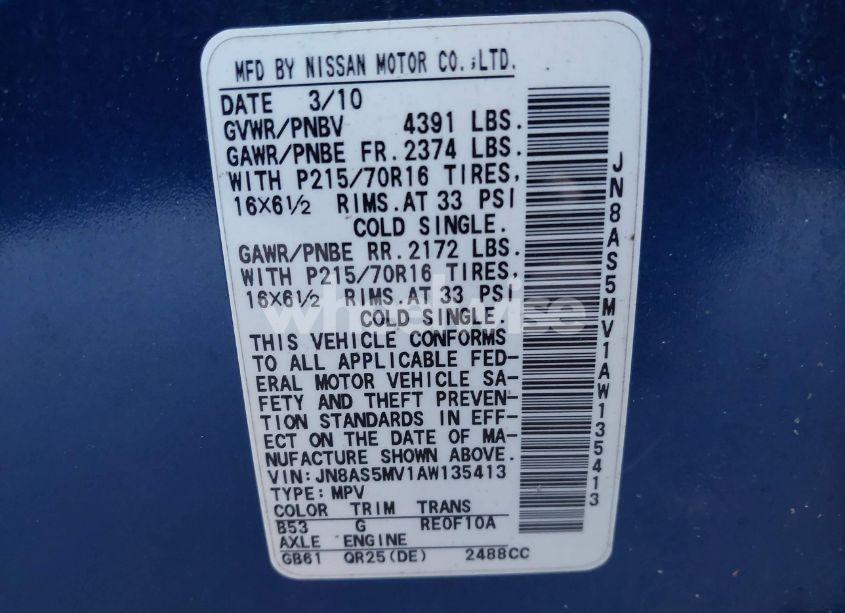 MFD BY NISSAN MOTOR CO.,LTD.
DATE 3/10
GVWR/PNBV 4391 LBS.
GAWR/PNBE FR.2374 LBS.
WITH P215/70R16 TIRES,
16X6½ RIMS.AT 33 PSI
COLD SINGLE.
GAWR/PNBE RR.2172 LBS.
WITH P215/70R16 TIRES,
16X6½ RIMS.AT 33 PSI
COLD SINGLE.
THIS VEHICLE CONFORMS
TO ALL APPLICABLE FED-
ERAL MOTOR VEHICLE SA-
FETY AND THEFT PREVEN-
TION STANDARDS IN EFF-
ECT ON THE DATE OF MA-
NUFACTURE SHOWN ABOVE.
VIN:JN8AS5MV1AW135413
TYPE:MPV
COLOR TRIM TRANS
B53 G RE0F10A
AXLE ENGINE
GB61 QR25(DE) 2488CC
JN8AS5MV1AW135413
wheelwise